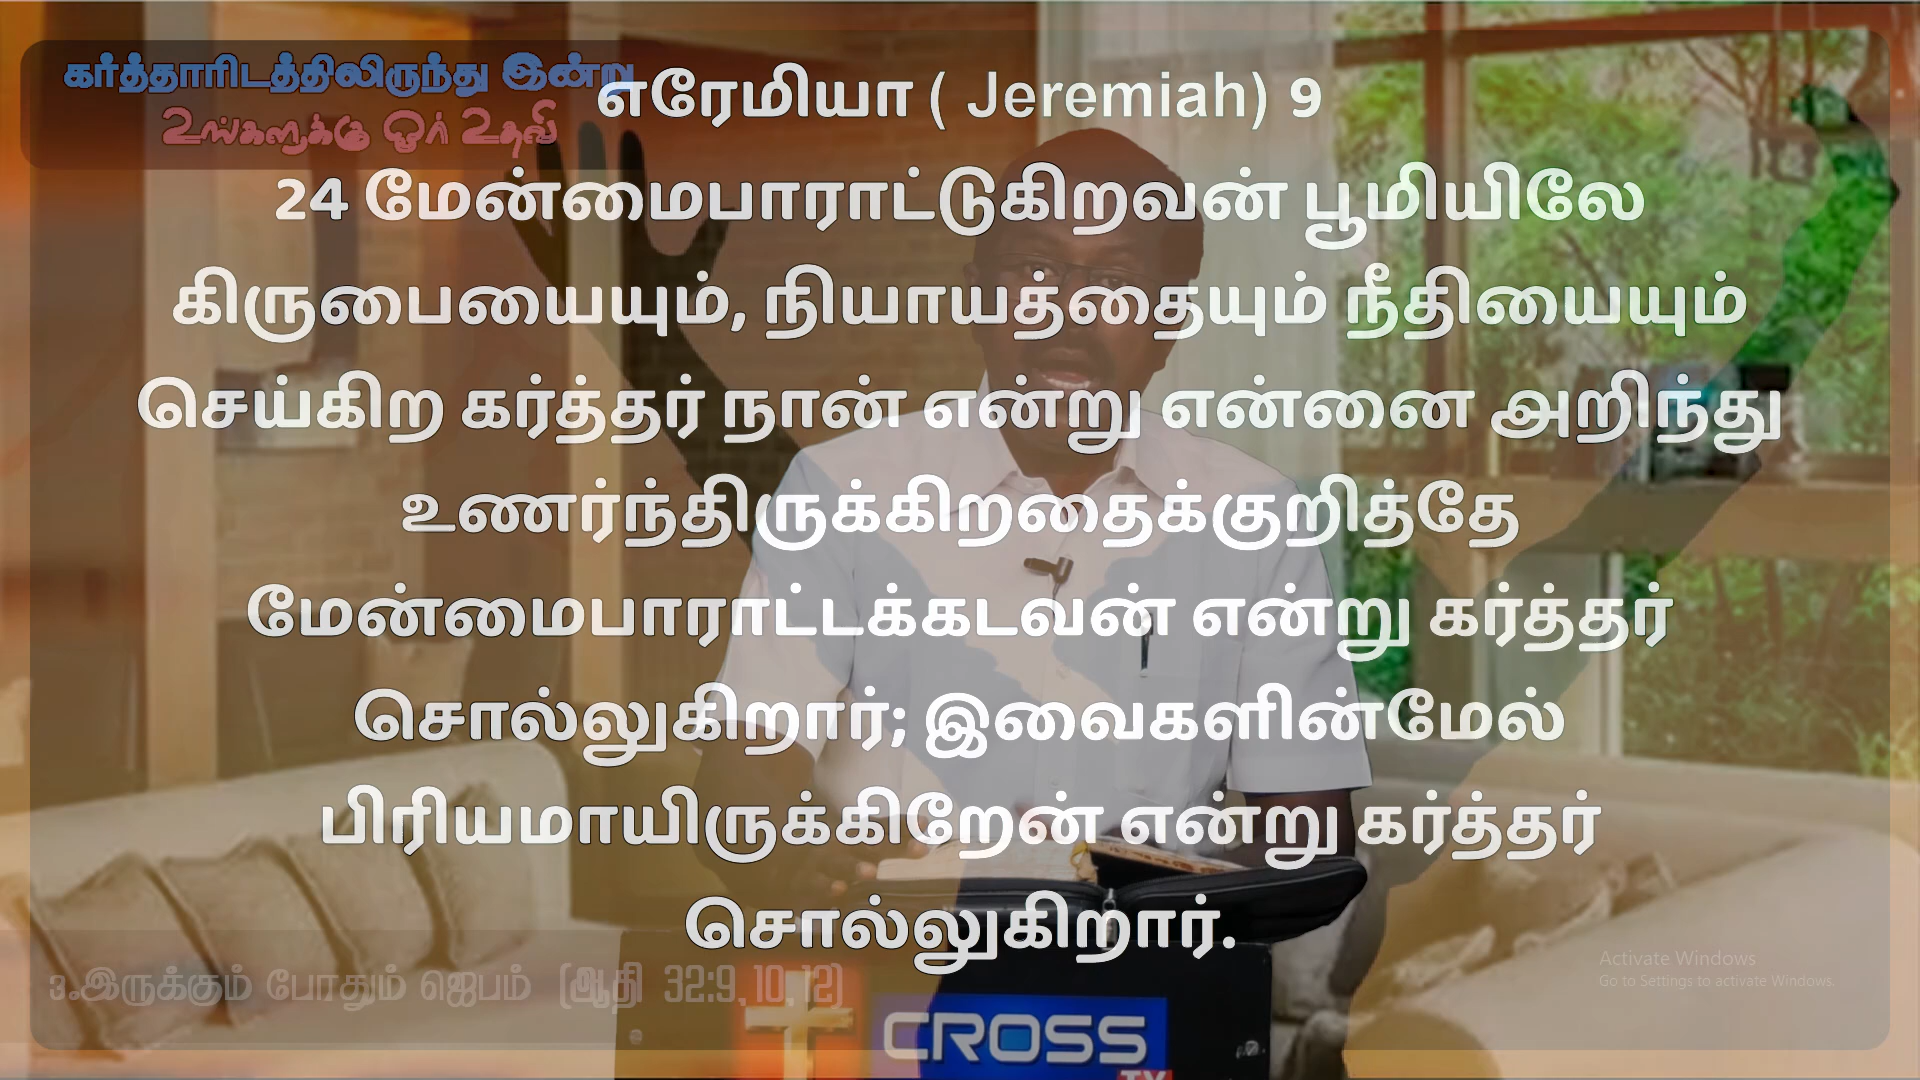 கர்த்தாரிடத்திலிருந்து இன்று
உங்களுக்கு ஓர் உதவி
எரேமியா ( Jeremiah) 9
24 மேன்மைபாராட்டுகிறவன் பூமியிலே
கிருபையையும், நியாயத்தையும் நீதியையும்
செய்கிற கர்த்தர் நான் என்று என்னை அறிந்து
உணர்ந்திருக்கிறதைக்குறித்தே
மேன்மைபாராட்டக்கடவன் என்று கர்த்தர்
சொல்லுகிறார்; இவைகளின்மேல்
பிரியமாயிருக்கிறேன் என்று கர்த்தர்
சொல்லுகிறார்.
3.இருக்கும் போதும் ஜெபம் (ஆதி 32:9,10,12)
Activate Windows
Go to Settings to activate Windows.
CROSS
TV